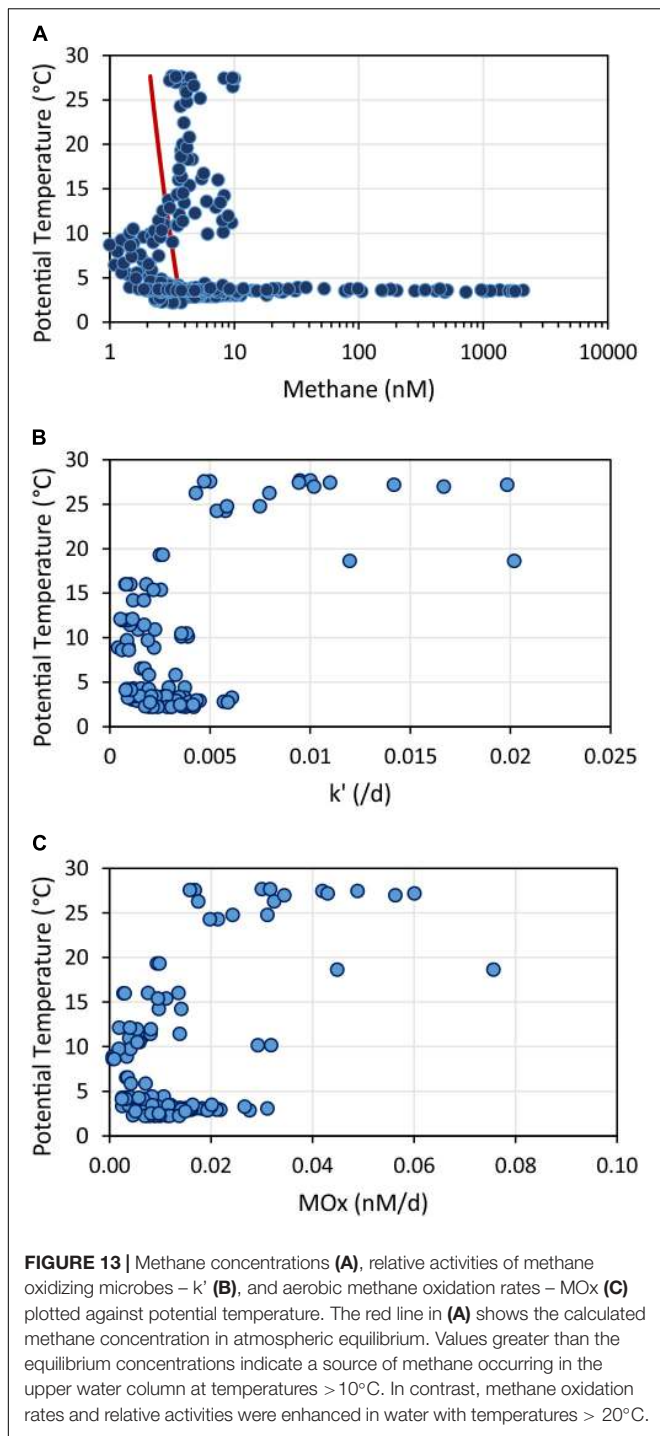 A
30
25
20
15
10
5
0
Potential Temperature (°C)
1
10
100
1000
10000
Methane (nM)
B
30
25
20
15
10
5
0
Potential Temperature (°C)
0
0.005
0.01
0.015
0.02
0.025
k' (/d)
C
30
25
20
15
10
5
0
Potential Temperature (°C)
0.00
0.02
0.04
0.06
0.08
0.10
MOx (nM/d)
FIGURE 13 | Methane concentrations (A), relative activities of methane
oxidizing microbes – k’ (B), and aerobic methane oxidation rates – MOx (C)
plotted against potential temperature. The red line in (A) shows the calculated
methane concentration in atmospheric equilibrium. Values greater than the
equilibrium concentrations indicate a source of methane occurring in the
upper water column at temperatures >10°C. In contrast, methane oxidation
rates and relative activities were enhanced in water with temperatures > 20°C.